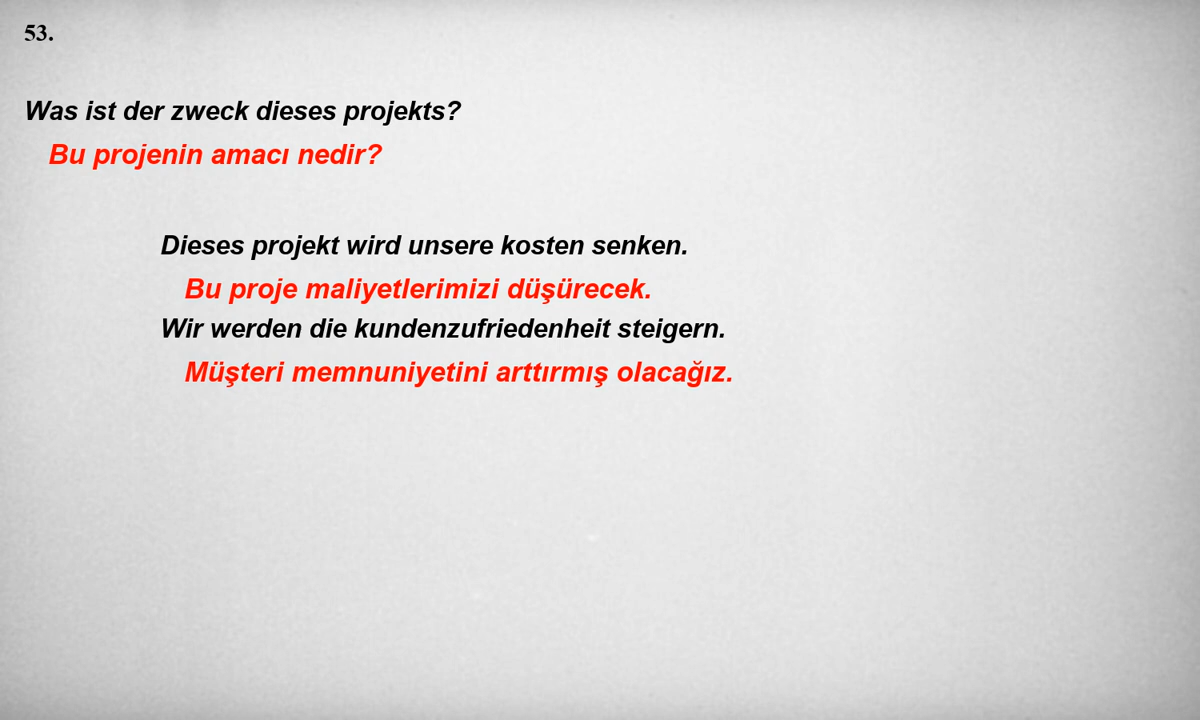 53.
Was ist der zweck dieses projekts?
Bu projenin amacı nedir?
Dieses projekt wird unsere kosten senken.
Bu proje maliyetlerimizi düşürecek.
Wir werden die kundenzufriedenheit steigern.
Müşteri memnuniyetini arttırmış olacağız.